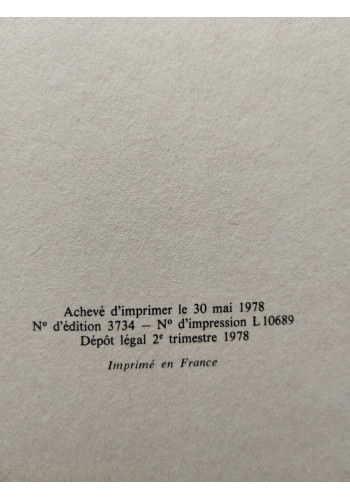 Achevé d'imprimer le 30 mai 1978
N° d'édition 3734 — N° d'impression L 10689
Dépôt légal 2e trimestre 1978
Imprimé en France